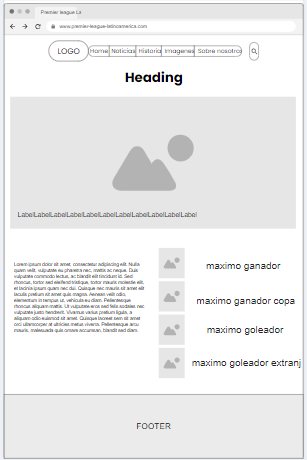 Premier league La
www.premier-league-latinoamerica.com
LOGO
Home Noticias Historia Imagenes Sobre nosotros
Heading
LabelLabelLabelLabelLabelLabelLabelLabelLabelLabel
Lorem ipsum dolor sit amet, consectetur adipiscing elit. Nulla
quam velit, vulputate eu pharetra nec, mattis ac neque. Duis
vulputate commodo lectus, ac blandit elit tincidunt id. Sed
rhoncus, tortor sed eleifend tristique, tortor mauris molestie elit,
et lacinia ipsum quam nec dui. Quisque nec mauris sit amet elit
iaculis pretium sit amet quis magna. Aenean velit odio,
elementum in tempus ut, vehicula eu diam. Pellentesque
rhoncus aliquam mattis. Ut vulputate eros sed felis sodales nec
vulputate justo hendrerit. Vivamus varius pretium ligula, a
aliquam odio euismod sit amet. Quisque laoreet sem sit amet
orci ullamcorper at ultricies metus viverra. Pellentesque arcu
mauris, malesuada quis ornare accumsan, blandit sed diam.
maximo ganador
maximo ganador copa
maximo goleador
maximo goleador extranj
FOOTER